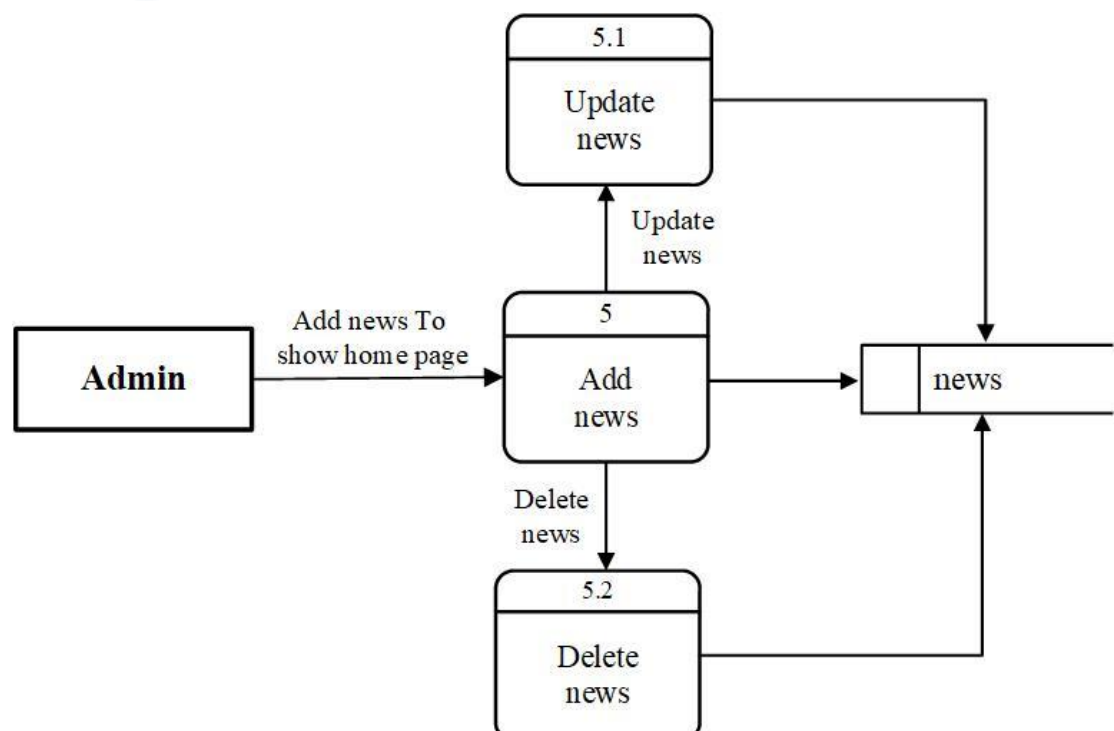 5.1
Update
news
Update
news
Add news To
show home page
Admin
5
Add
news
news
Delete
news
5.2
Delete
news